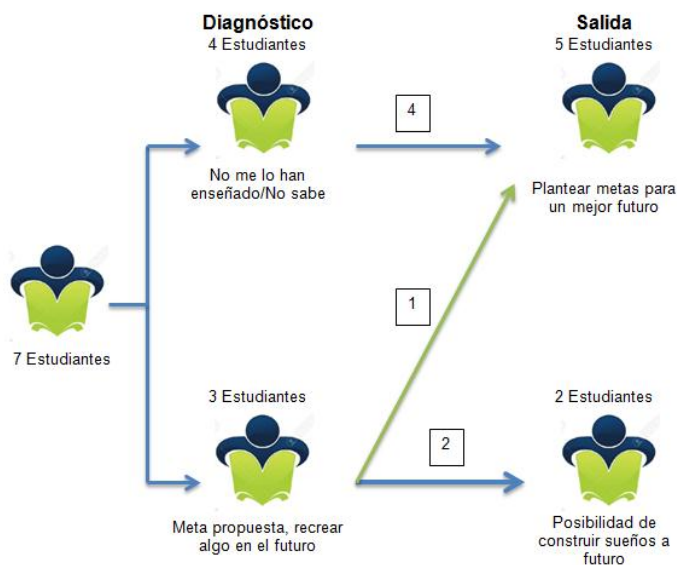 Diagnóstico
4 Estudiantes
Salida
5 Estudiantes
4
No me lo han
enseñado/No sabe
Plantear metas para
un mejor futuro
7 Estudiantes
1
3 Estudiantes
2 Estudiantes
2
Meta propuesta, recrear
algo en el futuro
Posibilidad de
construir sueños a
futuro